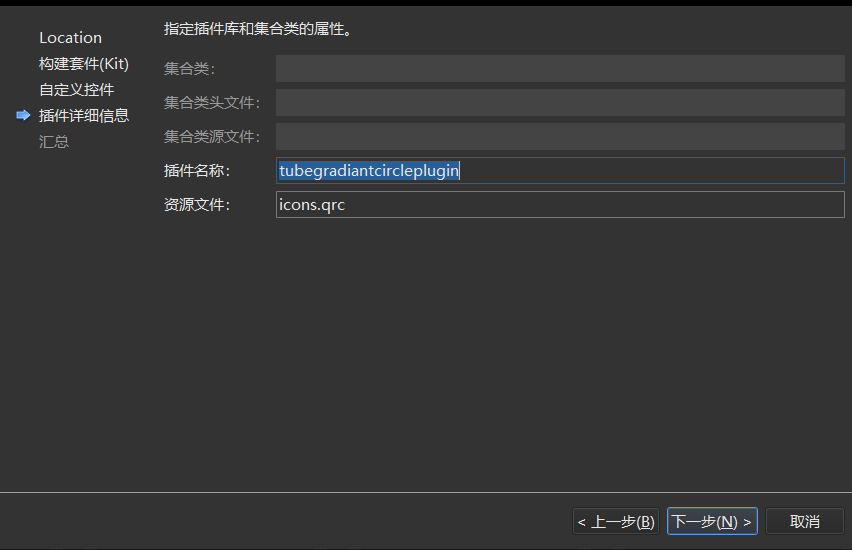 指定插件库和集合类的属性。
Location
构建套件(Kit)
自定义控件
插件详细信息
汇总
集合类:
集合类头文件:
集合类源文件:
插件名称: tubegradiantcircleplugin
资源文件: icons.qrc
< 上一步(B) 下一步(N) > 取消